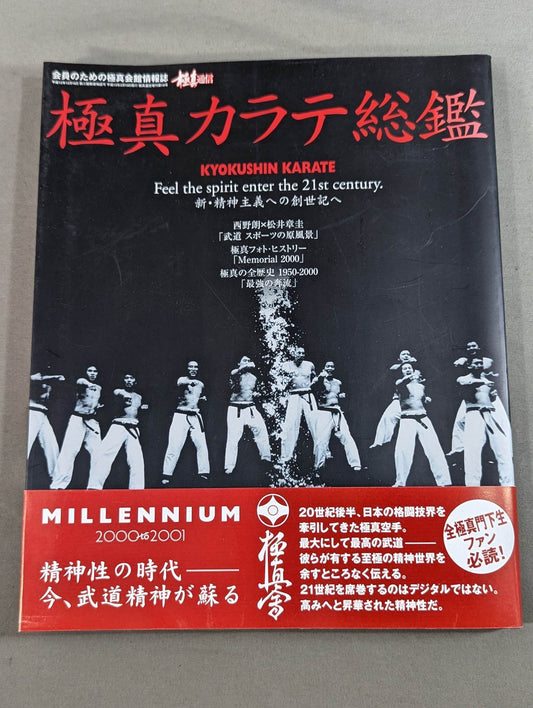 会員のための極真会館情報誌 極真通信
極真カラテ総鑑
KYOKUSHIN KARATE
Feel the spirit enter the 21st century.
新・精神主義への創世記へ
西野朗×松井章圭
「武道 スポーツの原風景」
極真フォト・ヒストリー
「Memorial 2000」
極真の全歴史 1950-2000
「最強の奔流」
MILLENNIUM
2000to2001
精神性の時代――
今、武道精神が蘇る
極真会
20世紀後半、日本の格闘技界を
牽引してきた極真空手。
最大にして最高の武道――
彼らが有する至極の精神世界を
余すところなく伝える。
21世紀を席巻するのはデジタルではない。
高みへと昇華された精神性だ。
全極真門下生
ファン
必読!